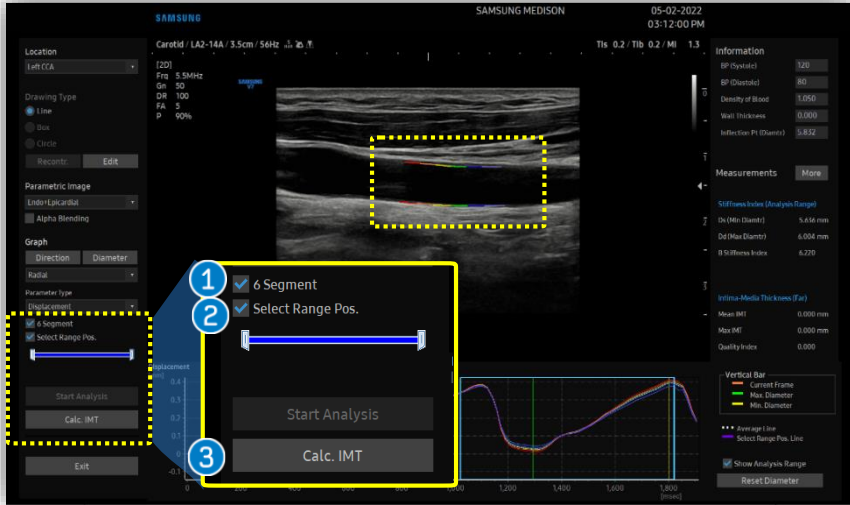 SAMSUNG
SAMSUNG MEDISON
05-02-2022
03:12:00 PM
Location
Left CCA
Drawing Type
Line
Box
Circle
Recontr.
Edit
Parametric Image
Endo+Epicardial
Alpha Blending
Graph
Direction
Diameter
Radial
Parameter Type
Displacement
6 Segment
Select Range Pos.
Start Analysis
Calc. IMT
Exit
Carotid / LA2-14A / 3.5cm / 56Hz
TIs 0.2 / TIb 0.2 / MI 1.3
[2D]
Frq 5.5MHz
Gn 50
DR 100
FA 5
P 90%
SAMSUNG
V7
1
6 Segment
2
Select Range Pos.
Start Analysis
3
Calc. IMT
0.4
0.3
0.2
0.1
0
-0.1
0
200
400
600
800
1,000
1,200
1,400
1,600
1,800
[msec]
Information
BP (Systole) 120
BP (Diastole) 80
Density of Blood 1.050
Wall Thickness 0.000
Inflection Pt (Diamtr) 5.832
Measurements
More
Stiffness Index (Analysis Range)
Ds (Min Diamtr) 5.636 mm
Dd (Max Diamtr) 6.004 mm
B Stiffness Index 6.220
Intima-Media Thickness (Far)
Mean IMT 0.000 mm
Max IMT 0.000 mm
Quality Index 0.000
Vertical Bar
Current Frame
Max. Diameter
Min. Diameter
Average Line
Select Range Pos. Line
Show Analysis Range
Reset Diameter